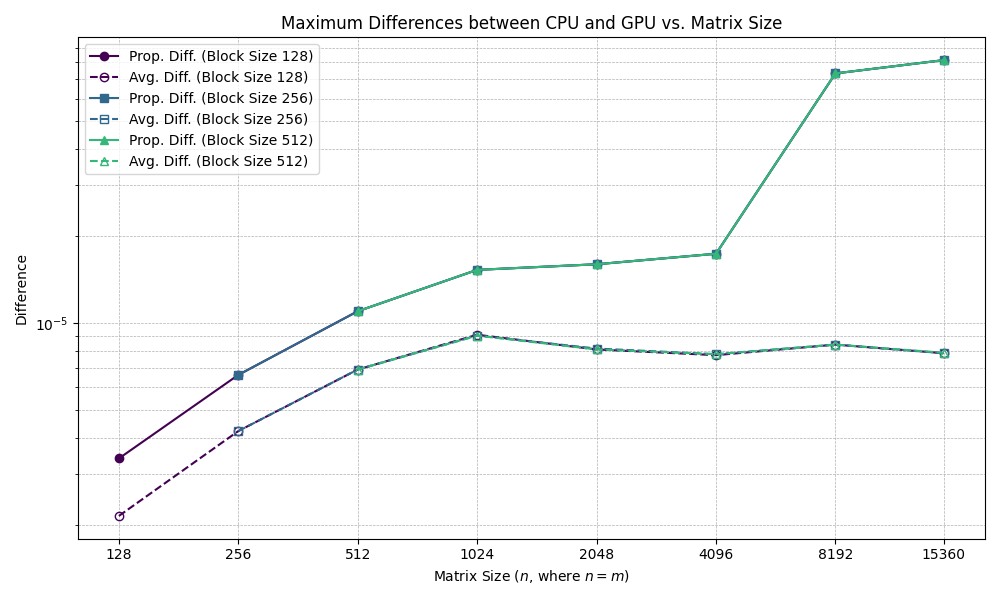 Maximum Differences between CPU and GPU vs. Matrix Size
Prop. Diff. (Block Size 128)
Avg. Diff. (Block Size 128)
Prop. Diff. (Block Size 256)
Avg. Diff. (Block Size 256)
Prop. Diff. (Block Size 512)
Avg. Diff. (Block Size 512)
Difference
10⁻⁵
128 256 512 1024 2048 4096 8192 15360
Matrix Size (n, where n = m)